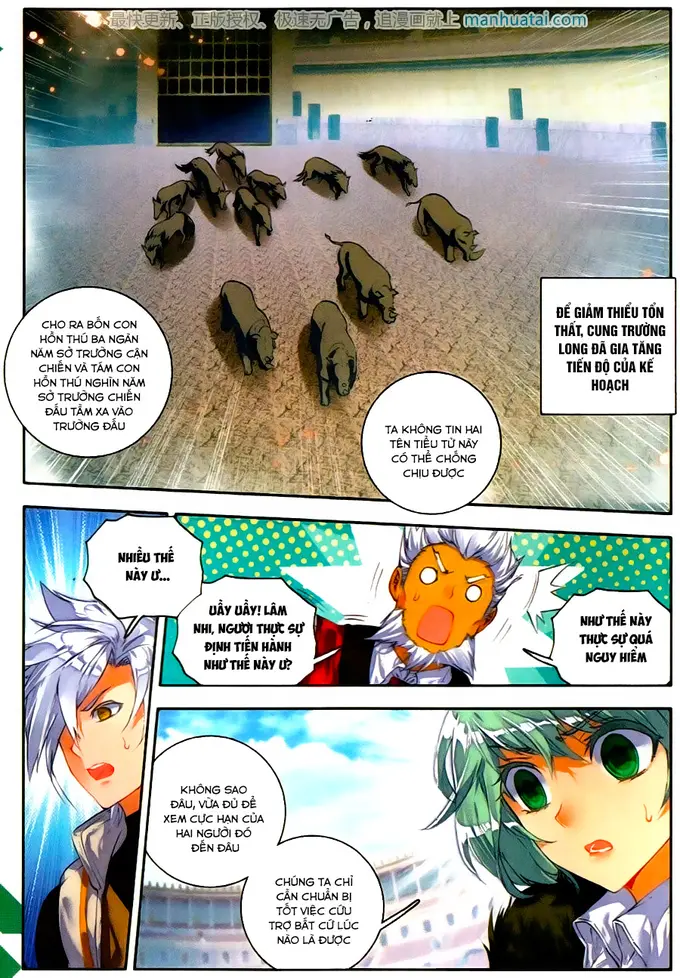 最快更新、正版授权、极速无广告，追漫画就上 manhuatai.com
CHO RA BỐN CON
HỒN THÚ BA NGÀN
NĂM SỞ TRƯỜNG CẬN
CHIẾN VÀ TÁM CON
HỒN THÚ NGHÌN NĂM
SỞ TRƯỜNG CHIẾN
ĐẤU TẦM XA VÀO
TRƯỜNG ĐẤU
ĐỂ GIẢM THIỂU TỔN
THẤT, CUNG TRƯỜNG
LONG ĐÃ GIA TĂNG
TIẾN ĐỘ CỦA KẾ
HOẠCH
TA KHÔNG TIN HAI
TÊN TIỂU TỬ NÀY
CÓ THỂ CHỐNG
CHỊU ĐƯỢC
NHIỀU THẾ
NÀY Ư...
UẦY UẦY! LÂM
NHI, NGƯƠI THỰC SỰ
ĐỊNH TIẾN HÀNH
NHƯ THẾ NÀY Ư?
NHƯ THẾ NÀY
THỰC SỰ QUÁ
NGUY HIỂM
KHÔNG SAO
ĐÂU, VỪA ĐỦ ĐỂ
XEM CỰC HẠN CỦA
HAI NGƯỜI ĐÓ
ĐẾN ĐÂU
CHÚNG TA CHỈ
CẦN CHUẨN BỊ
TỐT VIỆC CỨU
TRỢ BẤT CỨ LÚC
NÀO LÀ ĐƯỢC